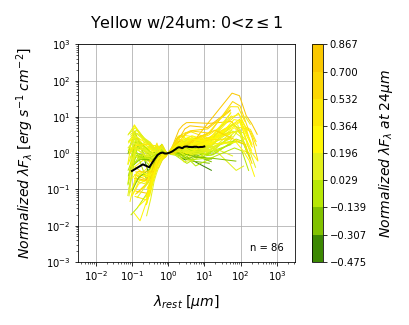 Yellow w/24um: 0<z≤1
Normalized λF_λ [erg s⁻¹ cm⁻²]
10³
10²
10¹
10⁰
10⁻¹
10⁻²
10⁻³
n = 86
10⁻² 10⁻¹ 10⁰ 10¹ 10² 10³
λ_rest [μm]
0.867
0.700
0.532
0.364
0.196
0.029
−0.139
−0.307
−0.475
Normalized λF_λ at 24μm